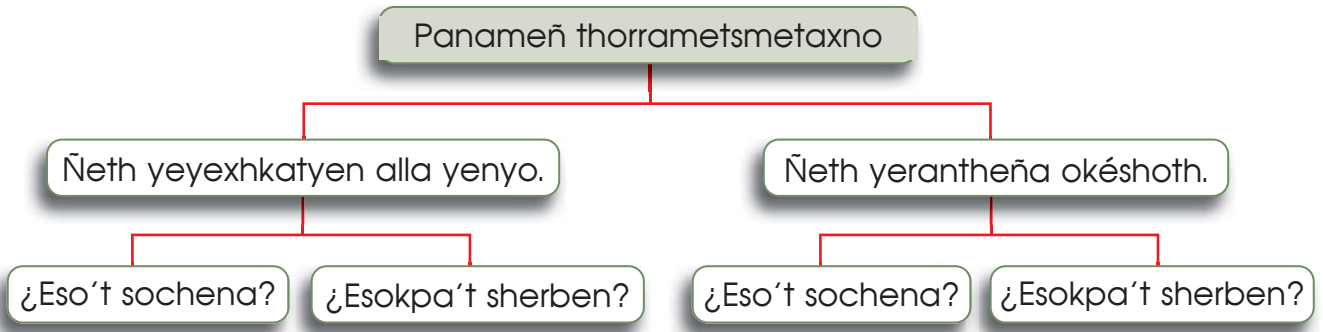 Panameñ thorrametsmetaxno
Ñeth yeyexhkatyen alla yenyo.
Ñeth yerantheña okéshoth.
¿Eso't sochena?
¿Esokpa't sherben?
¿Eso't sochena?
¿Esokpa't sherben?